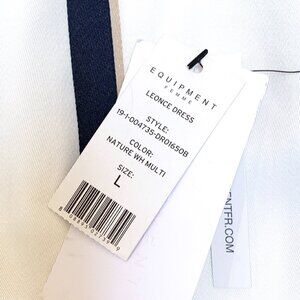 EQUIPMENT
FEMME
LEONCE DRESS
STYLE:
19-1-004735-DR01650B
COLOR:
NATURE WH MULTI
SIZE:
L